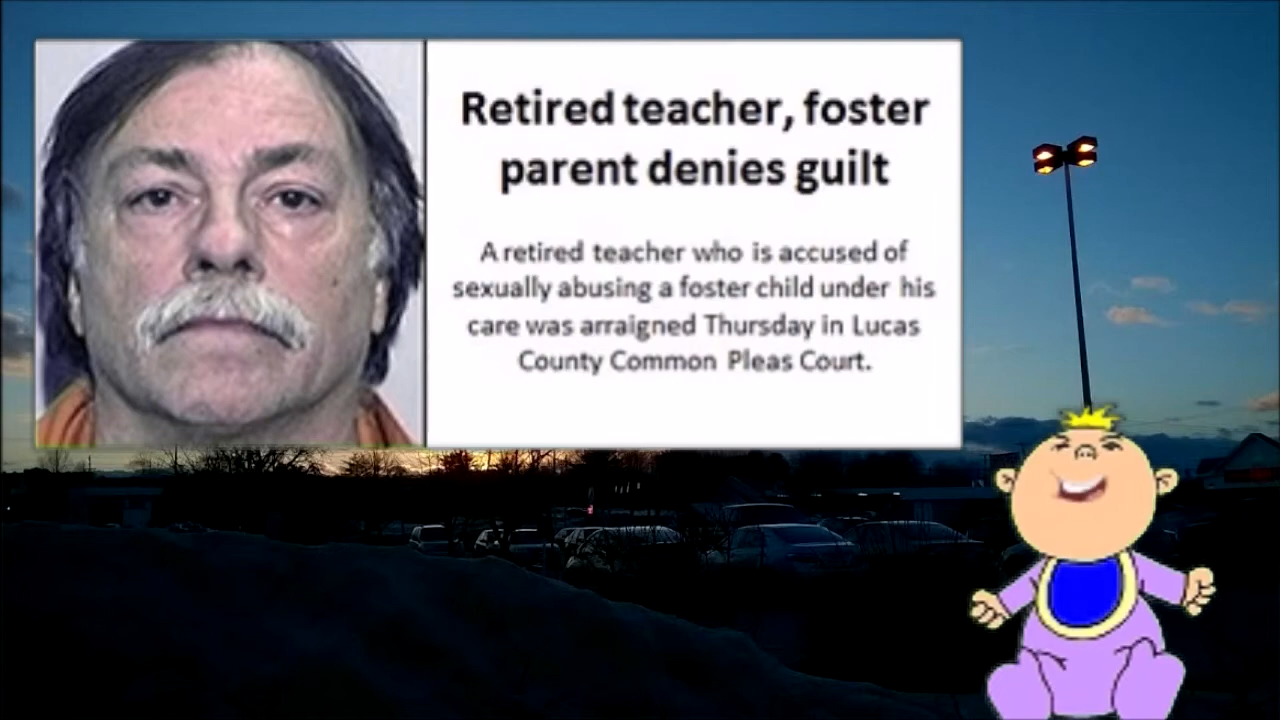 Retired teacher, foster
parent denies guilt
A retired teacher who is accused of
sexually abusing a foster child under his
care was arraigned Thursday in Lucas
County Common Pleas Court.